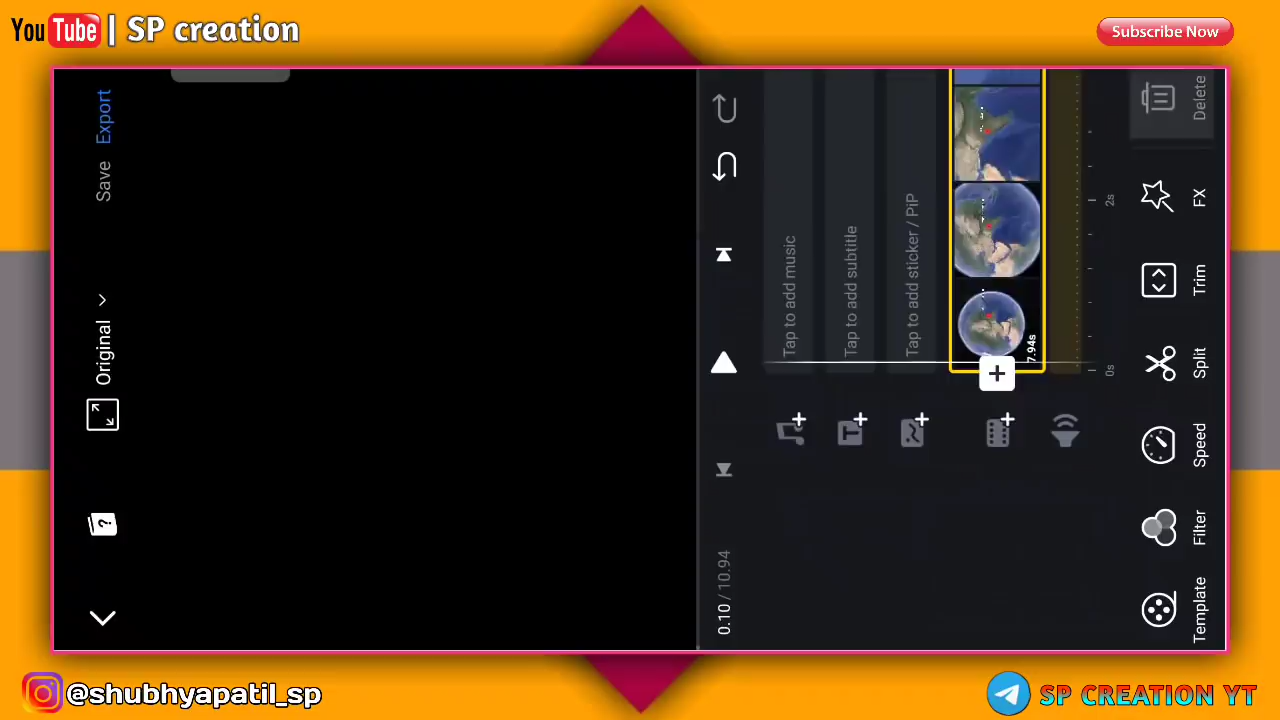 YouTube | SP creation
Subscribe Now
Save Export
Original
Tap to add music
Tap to add subtitle
Tap to add sticker / PiP
7.94s
0s
2s
0.10 / 10.94
Template
Filter
Speed
Split
Trim
FX
Delete
@shubhyapatil_sp
SP CREATION YT